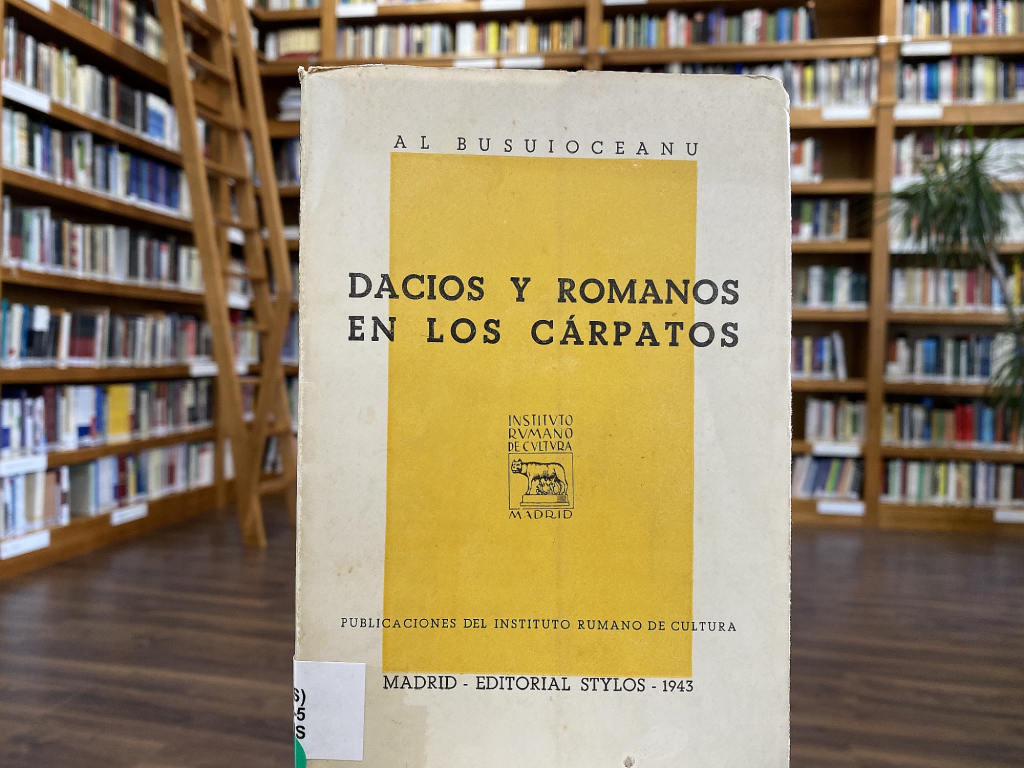 AL BUSUIOCEANU
DACIOS Y ROMANOS
EN LOS CÁRPATOS
INSTITVTO
RVMANO
DE CVLTVRA
MADRID
PUBLICACIONES DEL INSTITUTO RUMANO DE CULTURA
MADRID - EDITORIAL STYLOS - 1943
S)
5
S